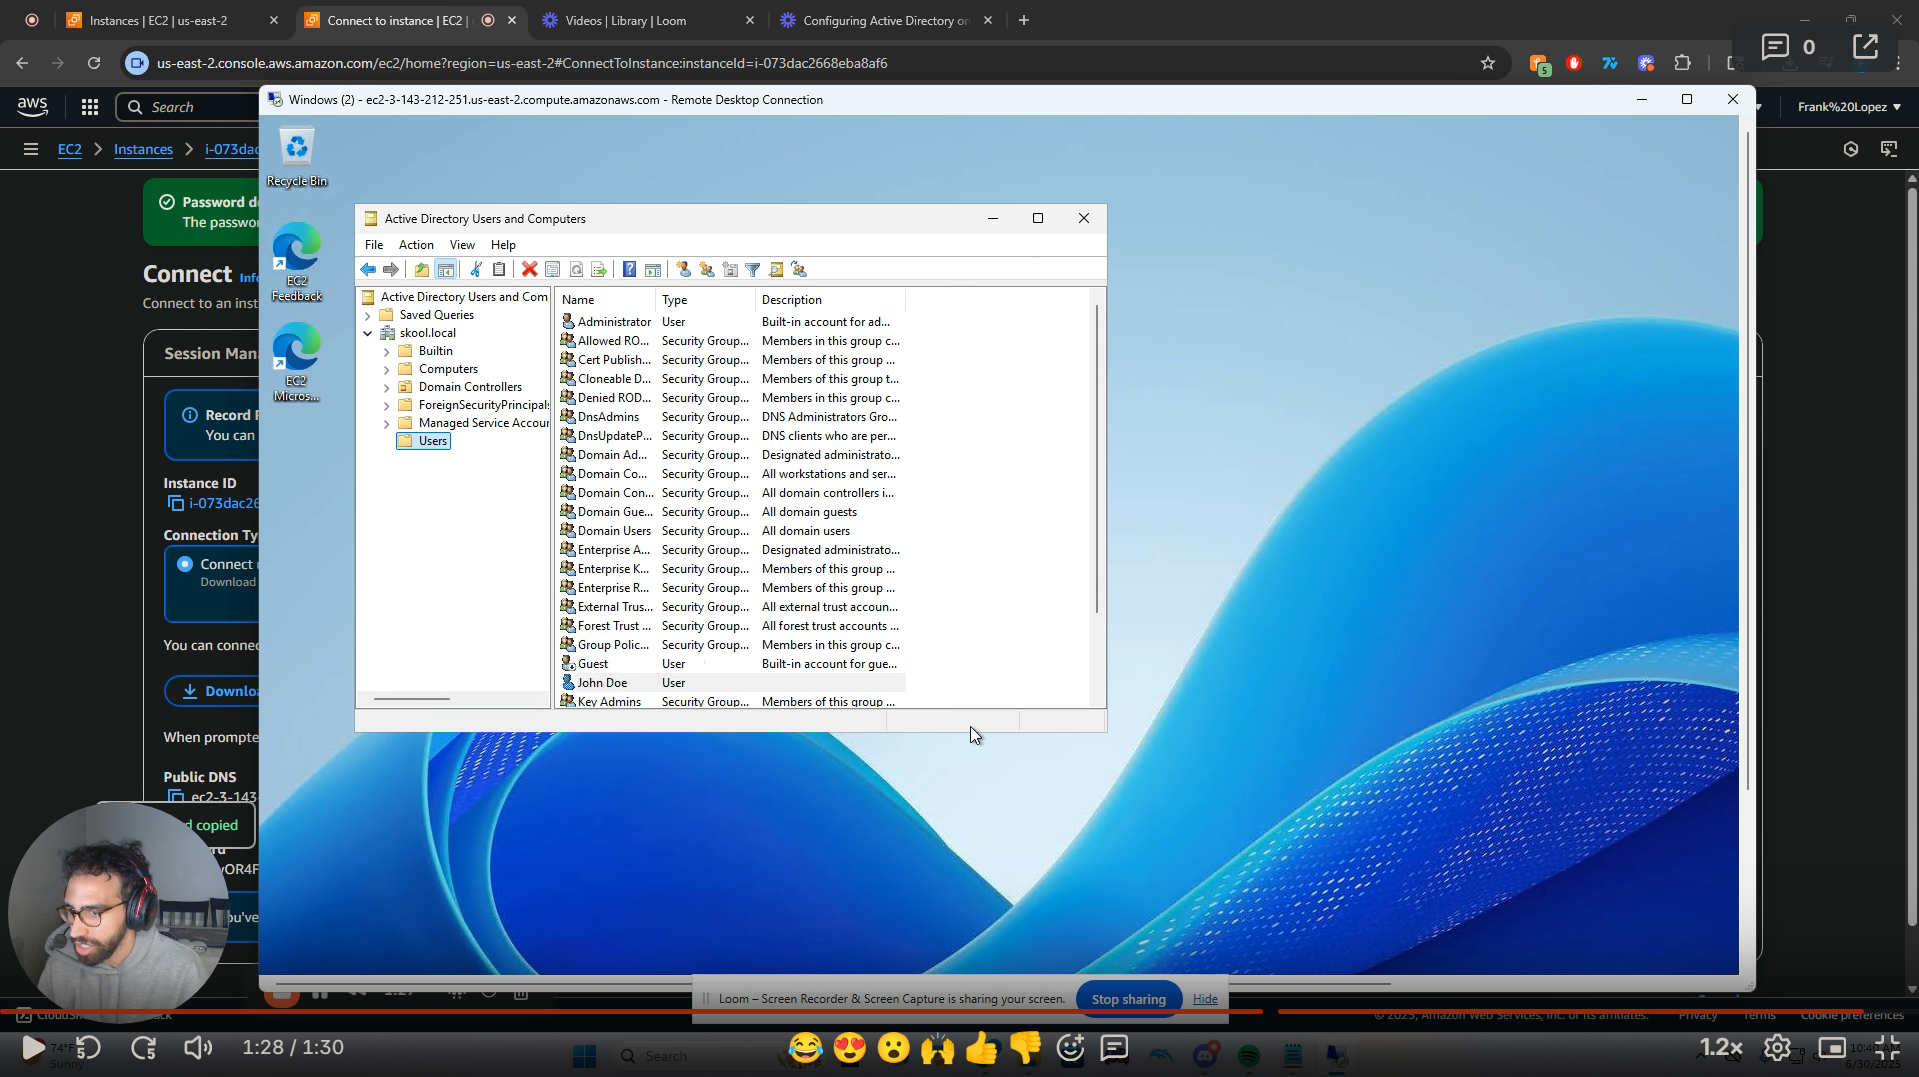 Instances | EC2 | us-east-2
Connect to instance | EC2 |
Videos | Library | Loom
Configuring Active Directory on
0
us-east-2.console.aws.amazon.com/ec2/home?region=us-east-2#ConnectToInstance:instanceId=i-073dac2668eba8af6
5
aws
Search
Windows (2) - ec2-3-143-212-251.us-east-2.compute.amazonaws.com - Remote Desktop Connection
Frank%20Lopez
EC2
Instances
i-073dac
Recycle Bin
Password de
The passwor
Active Directory Users and Computers
File
Action
View
Help
Connect
Info
Connect to an inst
EC2
Feedback
Active Directory Users and Com
Saved Queries
skool.local
Builtin
Computers
Domain Controllers
ForeignSecurityPrincipals
Managed Service Accour
Users
Name Type Description
Administrator User Built-in account for ad...
Allowed RO... Security Group... Members in this group c...
Cert Publish... Security Group... Members of this group ...
Cloneable D... Security Group... Members of this group t...
Denied ROD... Security Group... Members in this group c...
DnsAdmins Security Group... DNS Administrators Gro...
DnsUpdateP... Security Group... DNS clients who are per...
Domain Ad... Security Group... Designated administrato...
Domain Co... Security Group... All workstations and ser...
Domain Con... Security Group... All domain controllers i...
Domain Gue... Security Group... All domain guests
Domain Users Security Group... All domain users
Enterprise A... Security Group... Designated administrato...
Enterprise K... Security Group... Members of this group ...
Enterprise R... Security Group... Members of this group ...
External Trus... Security Group... All external trust accoun...
Forest Trust ... Security Group... All forest trust accounts ...
Group Polic... Security Group... Members in this group c...
Guest User Built-in account for gue...
John Doe User
Key Admins Security Group... Members of this group ...
Session Mana
EC2
Micros...
Record F
You can
Instance ID
i-073dac26
Connection Ty
Connect u
Download
You can connec
Downloa
When prompte
Public DNS
ec2-3-143-
d copied
yOR4F
ou've
Loom – Screen Recorder & Screen Capture is sharing your screen.
Stop sharing
Hide
© 2025, Amazon Web Services, Inc. or its affiliates.
Privacy
Terms
Cookie preferences
5
5
1:28 / 1:30
74°F
Sunny
Search
1.2x
6/30/2025